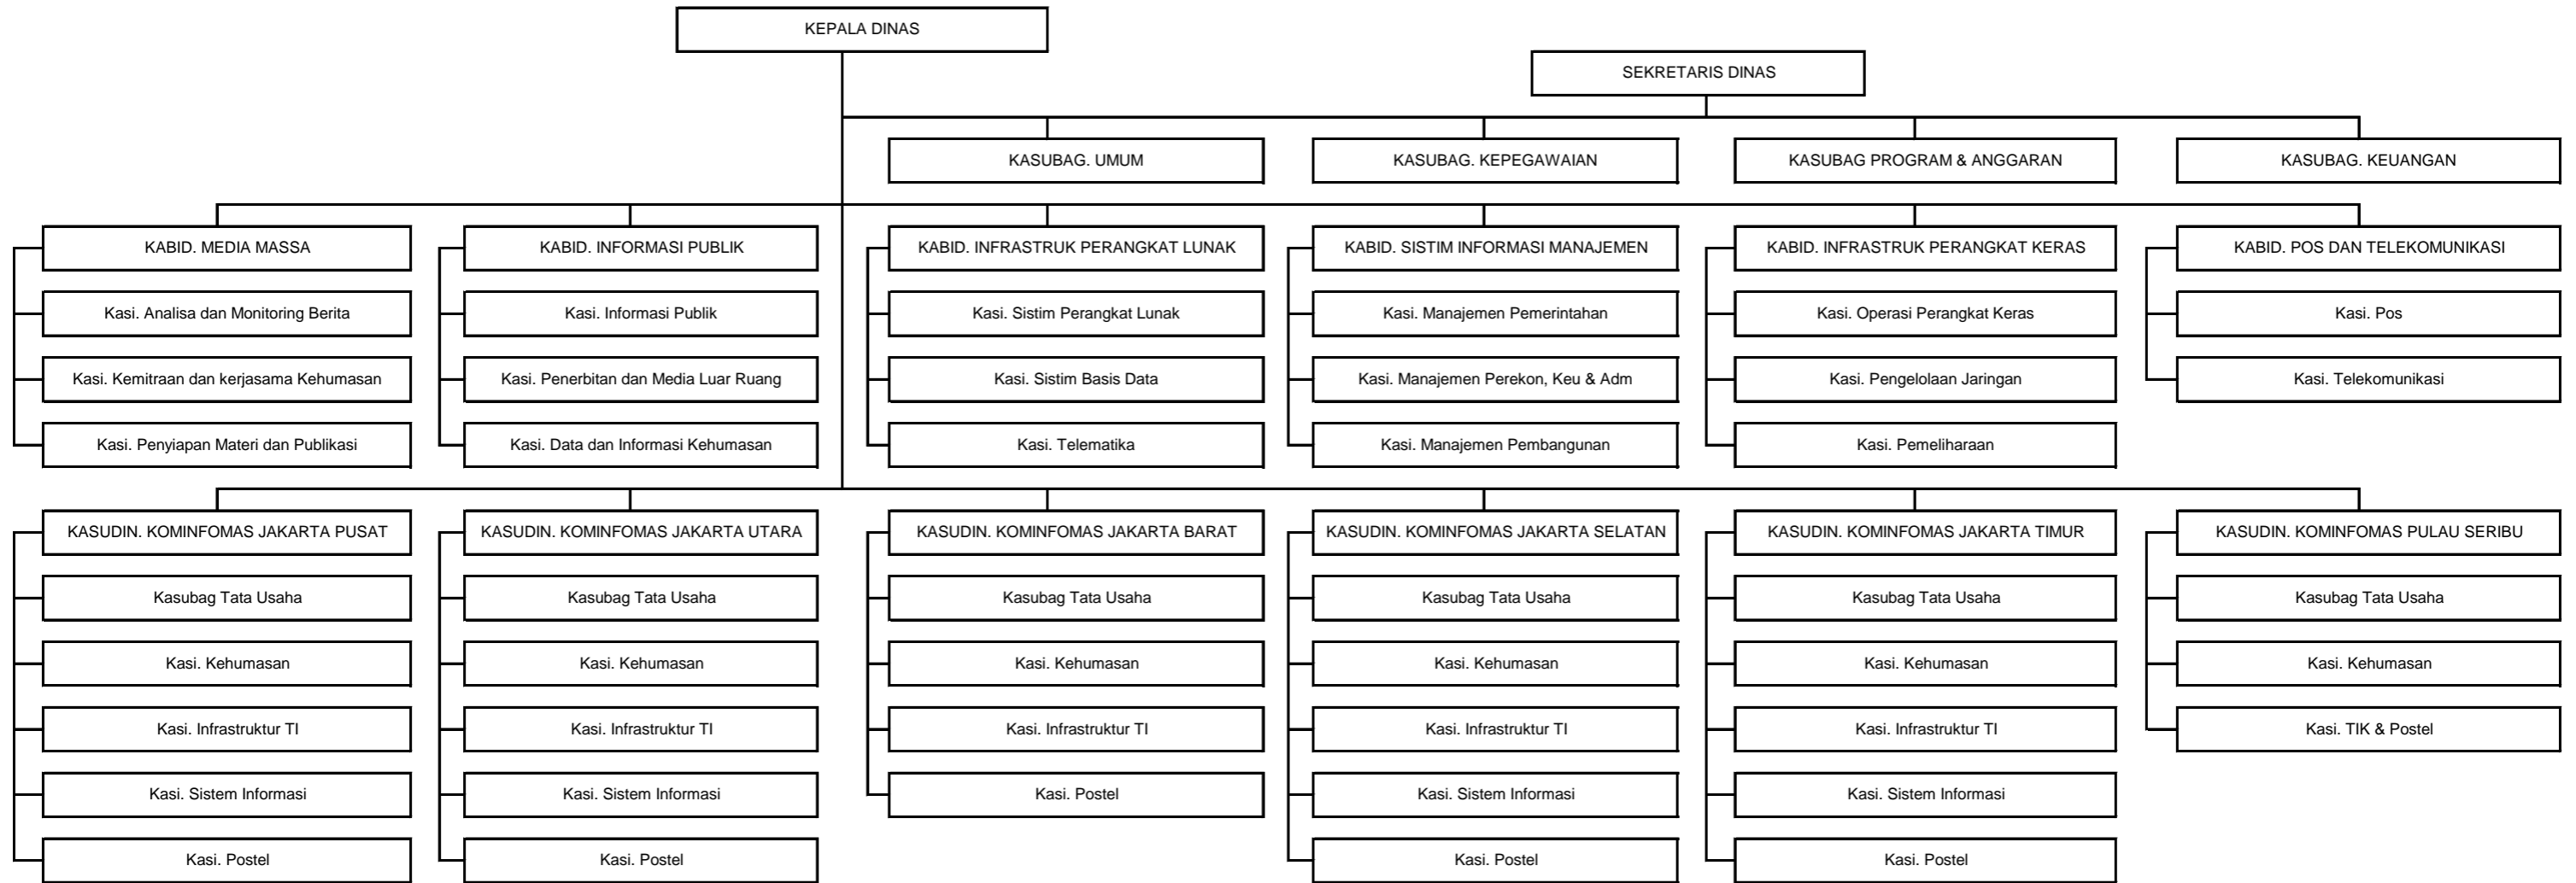 KEPALA DINAS
SEKRETARIS DINAS
KASUBAG. UMUM
KASUBAG. KEPEGAWAIAN
KASUBAG PROGRAM & ANGGARAN
KASUBAG. KEUANGAN
KABID. MEDIA MASSA
Kasi. Analisa dan Monitoring Berita
Kasi. Kemitraan dan kerjasama Kehumasan
Kasi. Penyiapan Materi dan Publikasi
KABID. INFORMASI PUBLIK
Kasi. Informasi Publik
Kasi. Penerbitan dan Media Luar Ruang
Kasi. Data dan Informasi Kehumasan
KABID. INFRASTRUK PERANGKAT LUNAK
Kasi. Sistim Perangkat Lunak
Kasi. Sistim Basis Data
Kasi. Telematika
KABID. SISTIM INFORMASI MANAJEMEN
Kasi. Manajemen Pemerintahan
Kasi. Manajemen Perekon, Keu & Adm
Kasi. Manajemen Pembangunan
KABID. INFRASTRUK PERANGKAT KERAS
Kasi. Operasi Perangkat Keras
Kasi. Pengelolaan Jaringan
Kasi. Pemeliharaan
KABID. POS DAN TELEKOMUNIKASI
Kasi. Pos
Kasi. Telekomunikasi
KASUDIN. KOMINFOMAS JAKARTA PUSAT
Kasubag Tata Usaha
Kasi. Kehumasan
Kasi. Infrastruktur TI
Kasi. Sistem Informasi
Kasi. Postel
KASUDIN. KOMINFOMAS JAKARTA UTARA
Kasubag Tata Usaha
Kasi. Kehumasan
Kasi. Infrastruktur TI
Kasi. Sistem Informasi
Kasi. Postel
KASUDIN. KOMINFOMAS JAKARTA BARAT
Kasubag Tata Usaha
Kasi. Kehumasan
Kasi. Infrastruktur TI
Kasi. Postel
KASUDIN. KOMINFOMAS JAKARTA SELATAN
Kasubag Tata Usaha
Kasi. Kehumasan
Kasi. Infrastruktur TI
Kasi. Sistem Informasi
Kasi. Postel
KASUDIN. KOMINFOMAS JAKARTA TIMUR
Kasubag Tata Usaha
Kasi. Kehumasan
Kasi. Infrastruktur TI
Kasi. Sistem Informasi
Kasi. Postel
KASUDIN. KOMINFOMAS PULAU SERIBU
Kasubag Tata Usaha
Kasi. Kehumasan
Kasi. TIK & Postel